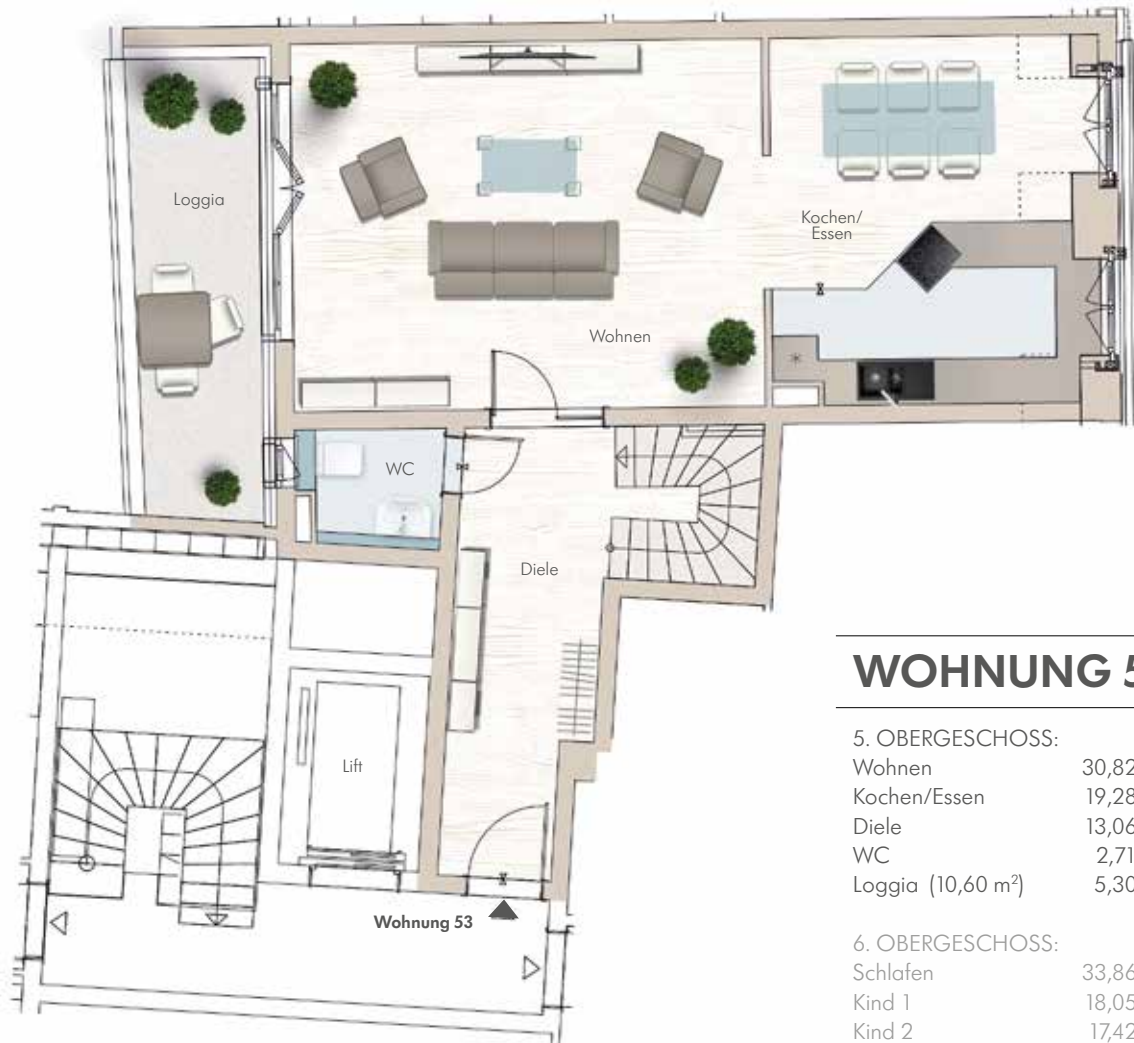 Loggia
Kochen/
Essen
Wohnen
WC
Diele
Lift
Wohnung 53
WOHNUNG 5
5. OBERGESCHOSS:
Wohnen 30,82
Kochen/Essen 19,28
Diele 13,06
WC 2,71
Loggia (10,60 m²) 5,30
6. OBERGESCHOSS:
Schlafen 33,86
Kind 1 18,05
Kind 2 17,42